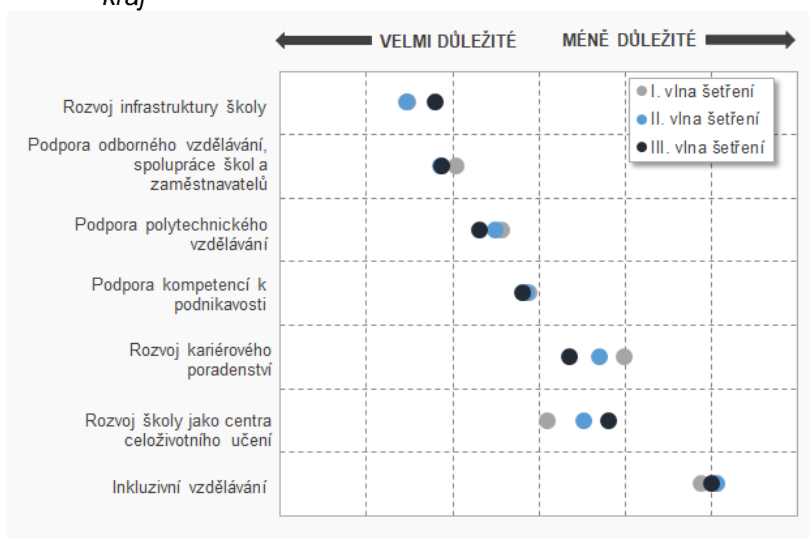 kraj
VELMI DŮLEŽITÉ MÉNĚ DŮLEŽITÉ
I. vlna šetření
II. vlna šetření
III. vlna šetření
Rozvoj infrastruktury školy
Podpora odborného vzdělávání,
spolupráce škol a
zaměstnavatelů
Podpora polytechnického
vzdělávání
Podpora kompetencí k
podnikavosti
Rozvoj kariérového
poradenství
Rozvoj školy jako centra
celoživotního učení
Inkluzivní vzdělávání